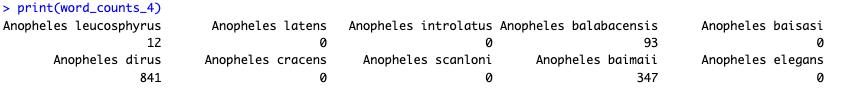 > print(word_counts_4)
Anopheles leucosphyrus Anopheles latens Anopheles introlatus Anopheles balabacensis Anopheles baisasi
12 0 0 93 0
Anopheles dirus Anopheles cracens Anopheles scanloni Anopheles baimaii Anopheles elegans
841 0 0 347 0